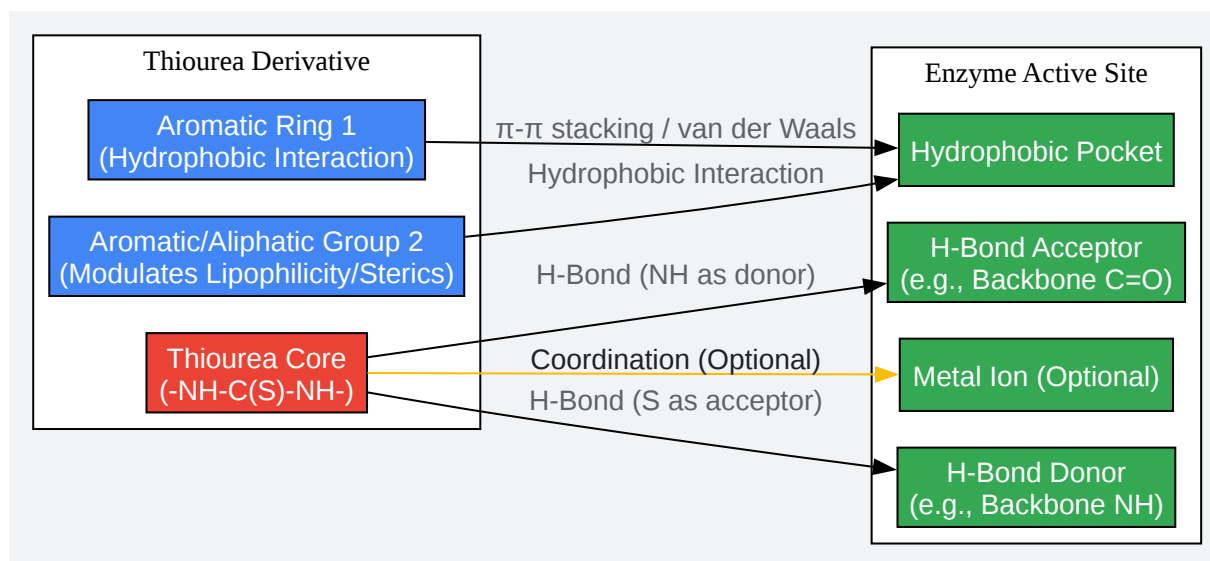 Thiourea Derivative
Aromatic Ring 1
(Hydrophobic Interaction)
Aromatic/Aliphatic Group 2
(Modulates Lipophilicity/Sterics)
Thiourea Core
(-NH-C(S)-NH-)
π-π stacking / van der Waals
Hydrophobic Interaction
H-Bond (NH as donor)
Coordination (Optional)
H-Bond (S as acceptor)
Enzyme Active Site
Hydrophobic Pocket
H-Bond Acceptor
(e.g., Backbone C=O)
Metal Ion (Optional)
H-Bond Donor
(e.g., Backbone NH)